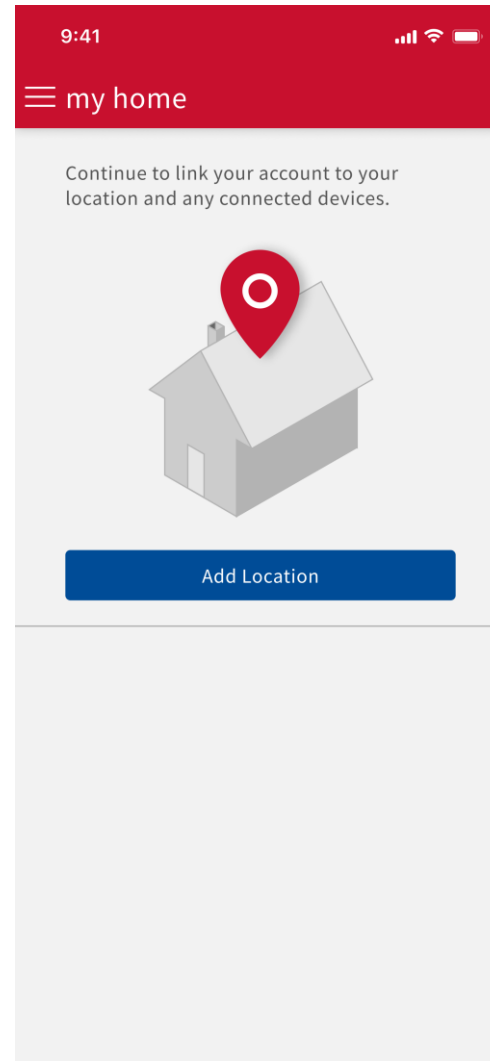 9:41
my home
Continue to link your account to your
location and any connected devices.
Add Location